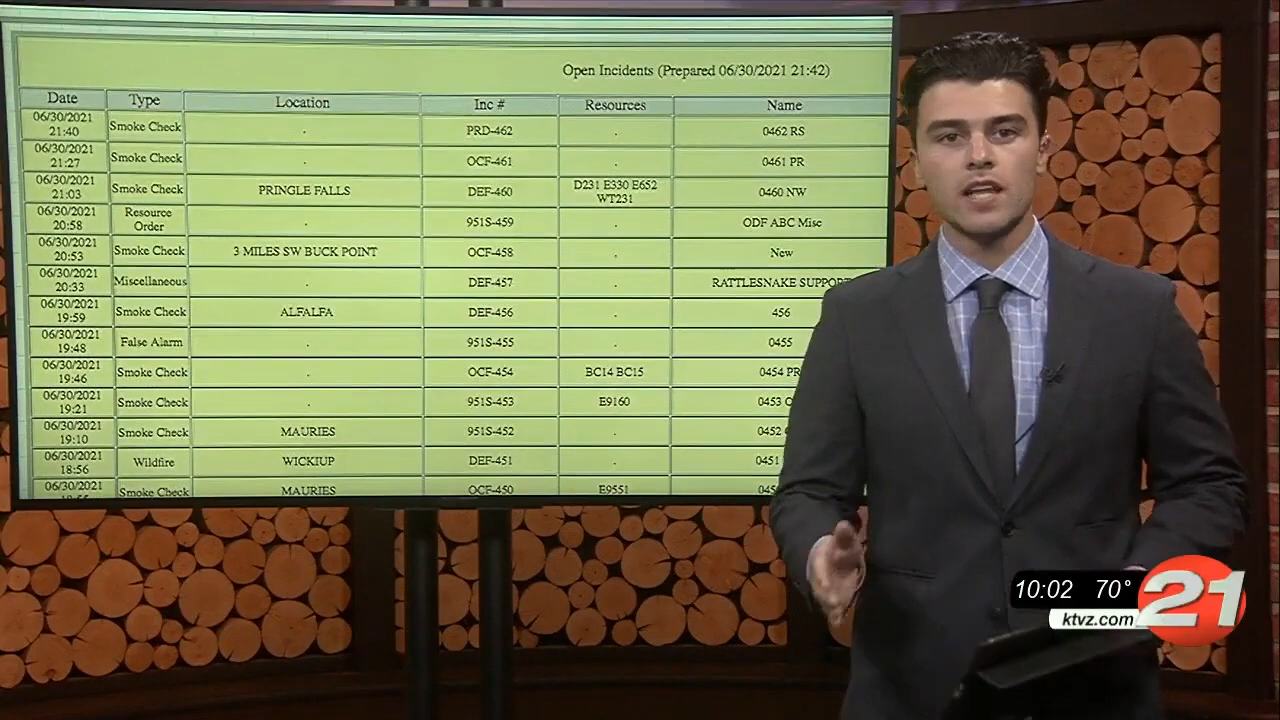 Open Incidents (Prepared 06/30/2021 21:42)
Date Type Location Inc # Resources Name
06/30/2021 21:40 Smoke Check . PRD-462 . 0462 RS
06/30/2021 21:27 Smoke Check . OCF-461 . 0461 PR
06/30/2021 21:03 Smoke Check PRINGLE FALLS DEF-460 D231 E330 E652 WT231 0460 NW
06/30/2021 20:58 Resource Order . 951S-459 . ODF ABC Misc
06/30/2021 20:53 Smoke Check 3 MILES SW BUCK POINT OCF-458 . New
06/30/2021 20:33 Miscellaneous . DEF-457 . RATTLESNAKE SUPPOR
06/30/2021 19:59 Smoke Check ALFALFA DEF-456 . 456
06/30/2021 19:48 False Alarm . 951S-455 . 0455
06/30/2021 19:46 Smoke Check . OCF-454 BC14 BC15 0454 PR
06/30/2021 19:21 Smoke Check . 951S-453 E9160 0453
06/30/2021 19:10 Smoke Check MAURIES 951S-452 . 0452
06/30/2021 18:56 Wildfire WICKIUP DEF-451 . 0451
06/30/2021 Smoke Check MAURIES OCF-450 E9551
10:02 70° 21
ktvz.com